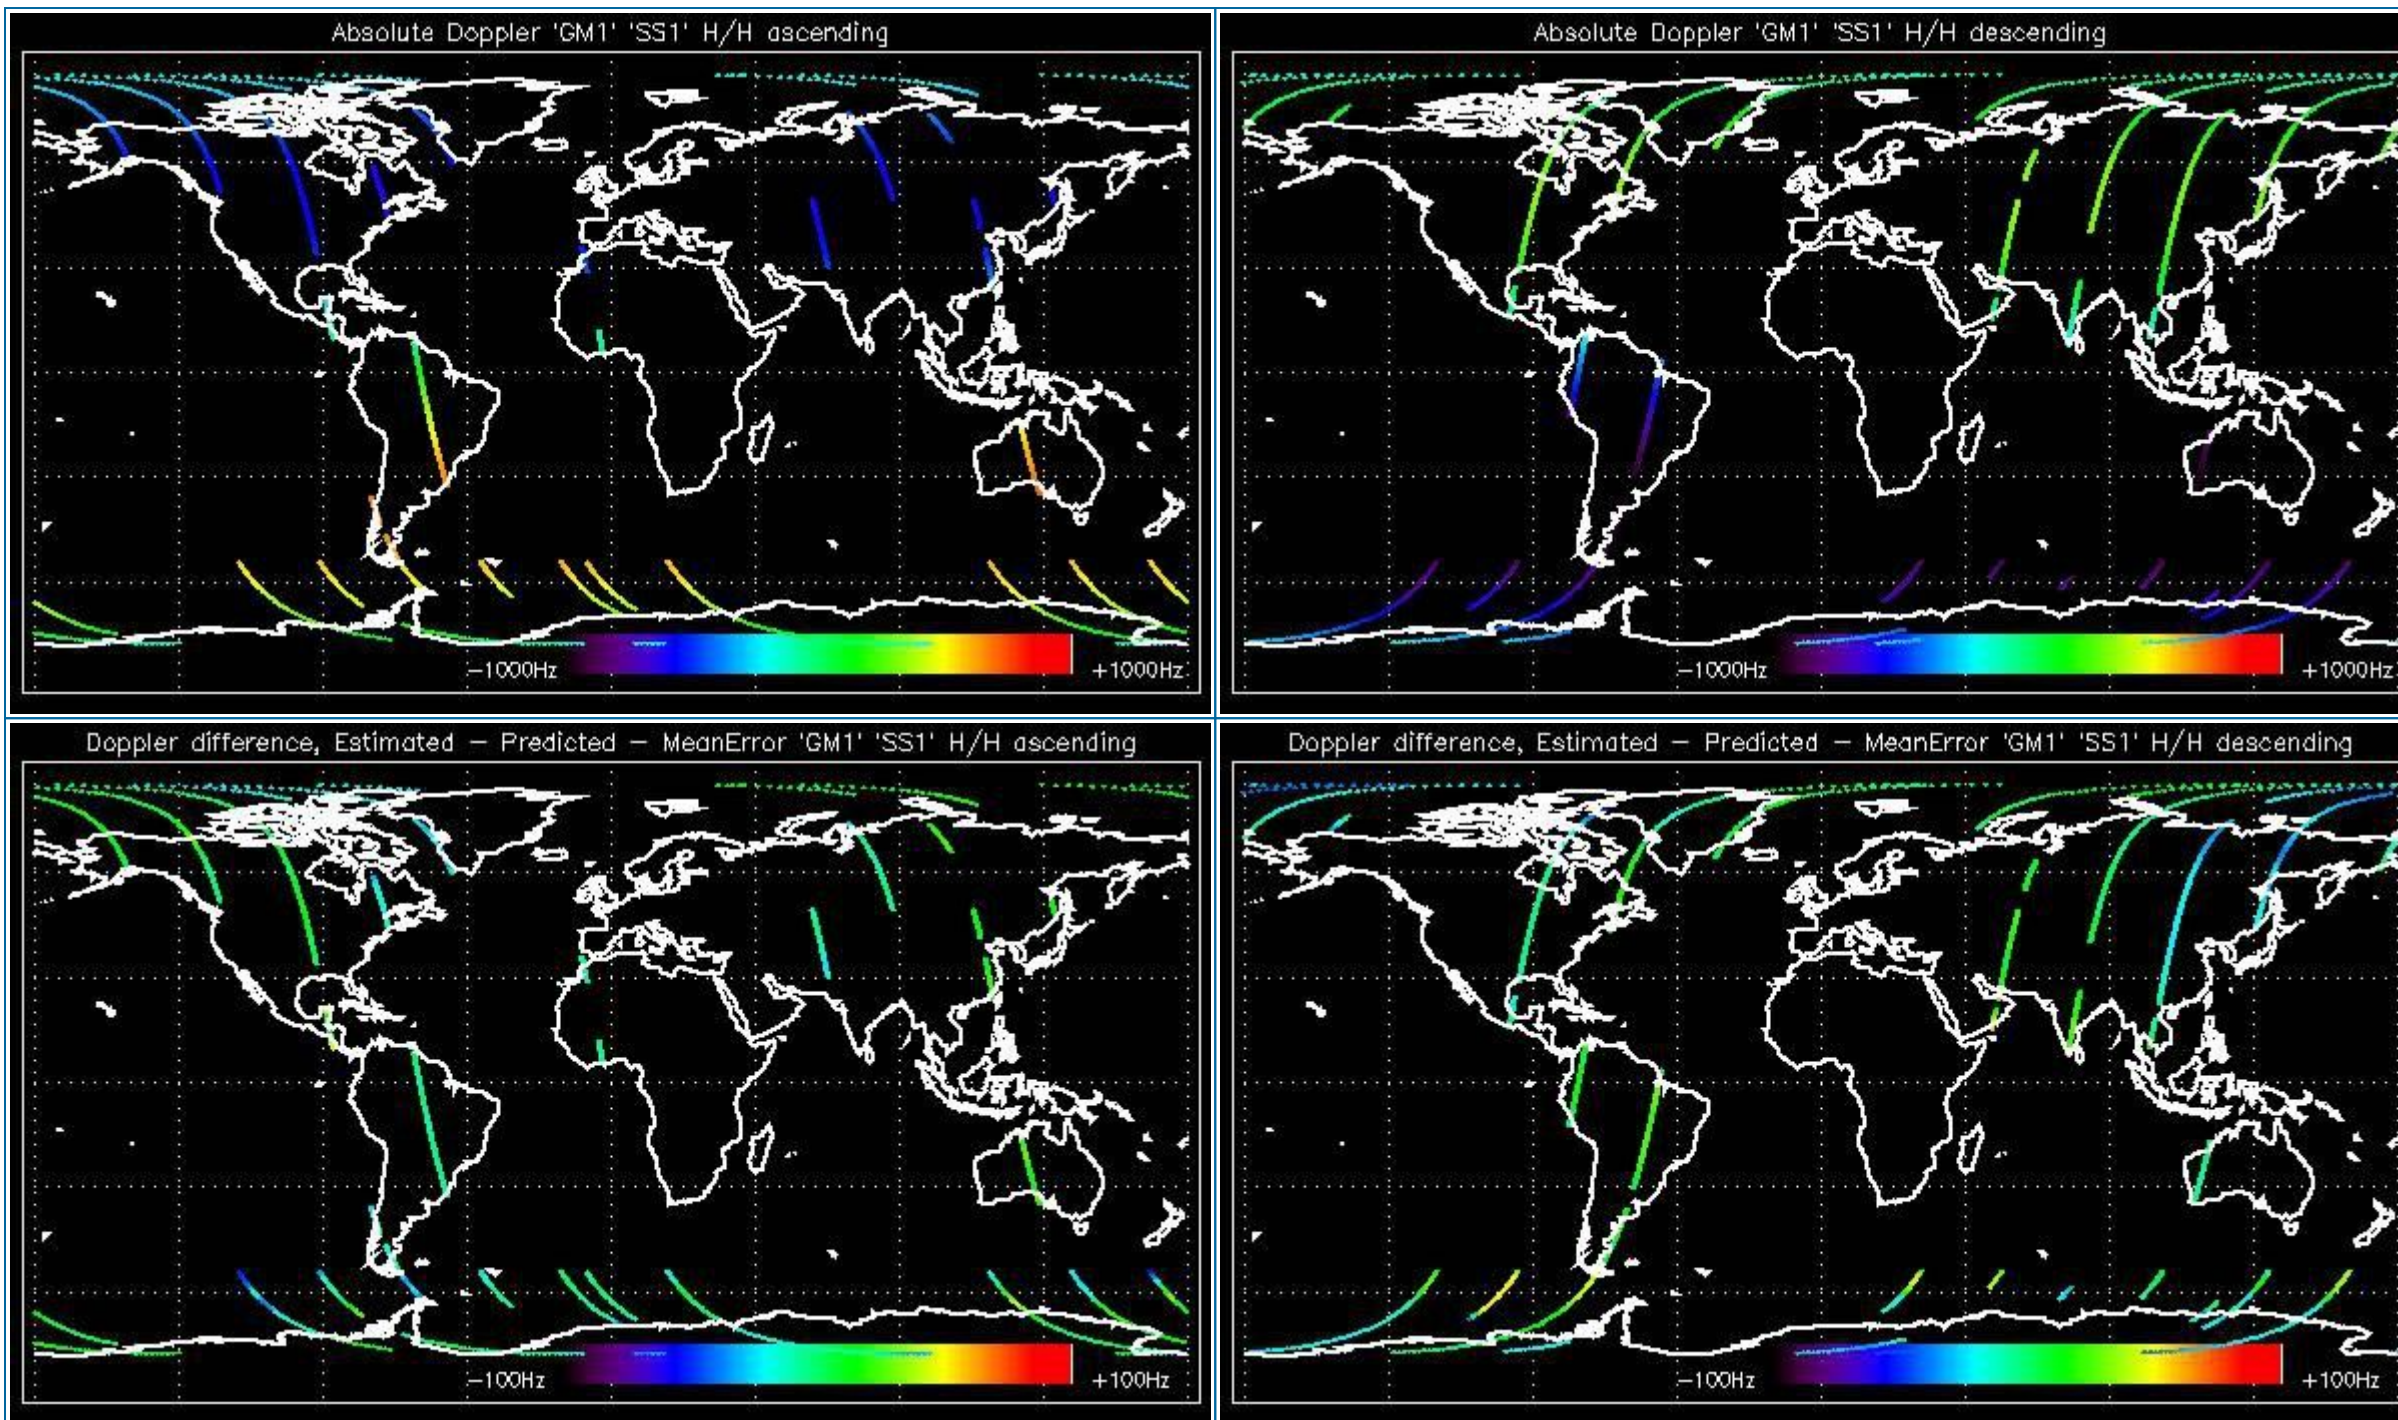 Absolute Doppler 'GM1' 'SS1' H/H ascending
−1000Hz
+1000Hz
Absolute Doppler 'GM1' 'SS1' H/H descending
−1000Hz
+1000Hz
Doppler difference, Estimated − Predicted − MeanError 'GM1' 'SS1' H/H ascending
−100Hz
+100Hz
Doppler difference, Estimated − Predicted − MeanError 'GM1' 'SS1' H/H descending
−100Hz
+100Hz